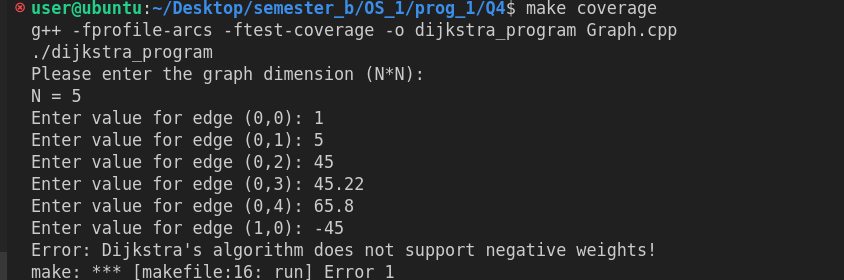 user@ubuntu:~/Desktop/semester_b/OS_1/prog_1/Q4$ make coverage
g++ -fprofile-arcs -ftest-coverage -o dijkstra_program Graph.cpp
./dijkstra_program
Please enter the graph dimension (N*N):
N = 5
Enter value for edge (0,0): 1
Enter value for edge (0,1): 5
Enter value for edge (0,2): 45
Enter value for edge (0,3): 45.22
Enter value for edge (0,4): 65.8
Enter value for edge (1,0): -45
Error: Dijkstra's algorithm does not support negative weights!
make: *** [makefile:16: run] Error 1